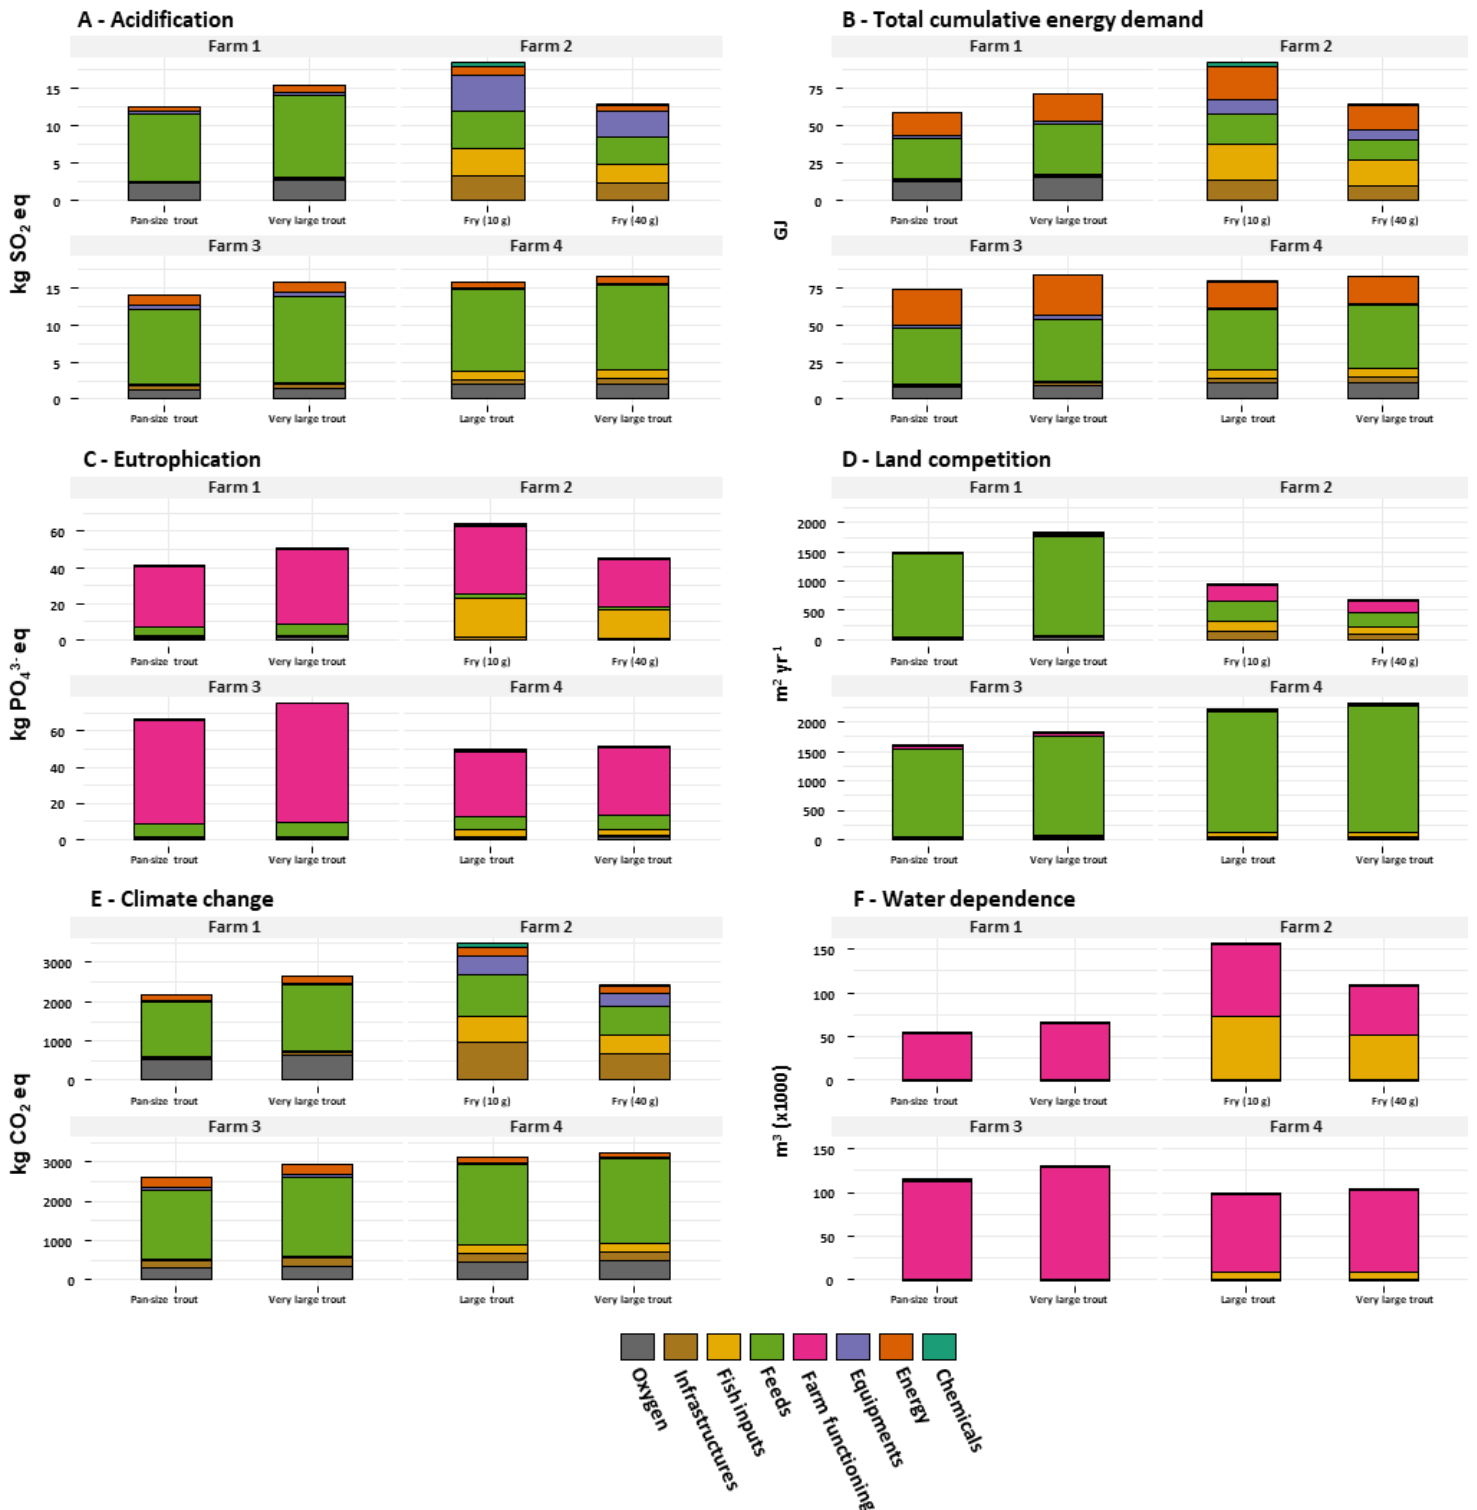 A - Acidification
B - Total cumulative energy demand
Farm 1
Farm 2
Farm 1
Farm 2
15
10
5
0
75
50
25
0
Pan-size trout
Very large trout
Fry (10 g)
Fry (40 g)
Pan-size trout
Very large trout
Fry (10 g)
Fry (40 g)
kg SO₂ eq
GJ
Farm 3
Farm 4
Farm 3
Farm 4
15
10
5
0
75
50
25
0
Pan-size trout
Very large trout
Large trout
Very large trout
Pan-size trout
Very large trout
Large trout
Very large trout
C - Eutrophication
D - Land competition
Farm 1
Farm 2
Farm 1
Farm 2
60
40
20
0
2000
1500
1000
500
0
Pan-size trout
Very large trout
Fry (10 g)
Fry (40 g)
Pan-size trout
Very large trout
Fry (10 g)
Fry (40 g)
kg PO₄³⁻ eq
m² yr¹
Farm 3
Farm 4
Farm 3
Farm 4
60
40
20
0
2000
1500
1000
500
0
Pan-size trout
Very large trout
Large trout
Very large trout
Pan-size trout
Very large trout
Large trout
Very large trout
E - Climate change
F - Water dependence
Farm 1
Farm 2
Farm 1
Farm 2
3000
2000
1000
0
150
100
50
0
Pan-size trout
Very large trout
Fry (10 g)
Fry (40 g)
Pan-size trout
Very large trout
Fry (10 g)
Fry (40 g)
kg CO₂ eq
m³ (x1000)
Farm 3
Farm 4
Farm 3
Farm 4
3000
2000
1000
0
150
100
50
0
Pan-size trout
Very large trout
Large trout
Very large trout
Pan-size trout
Very large trout
Large trout
Very large trout
Oxygen
Infrastructures
Fish inputs
Feeds
Farm functioning
Equipments
Energy
Chemicals